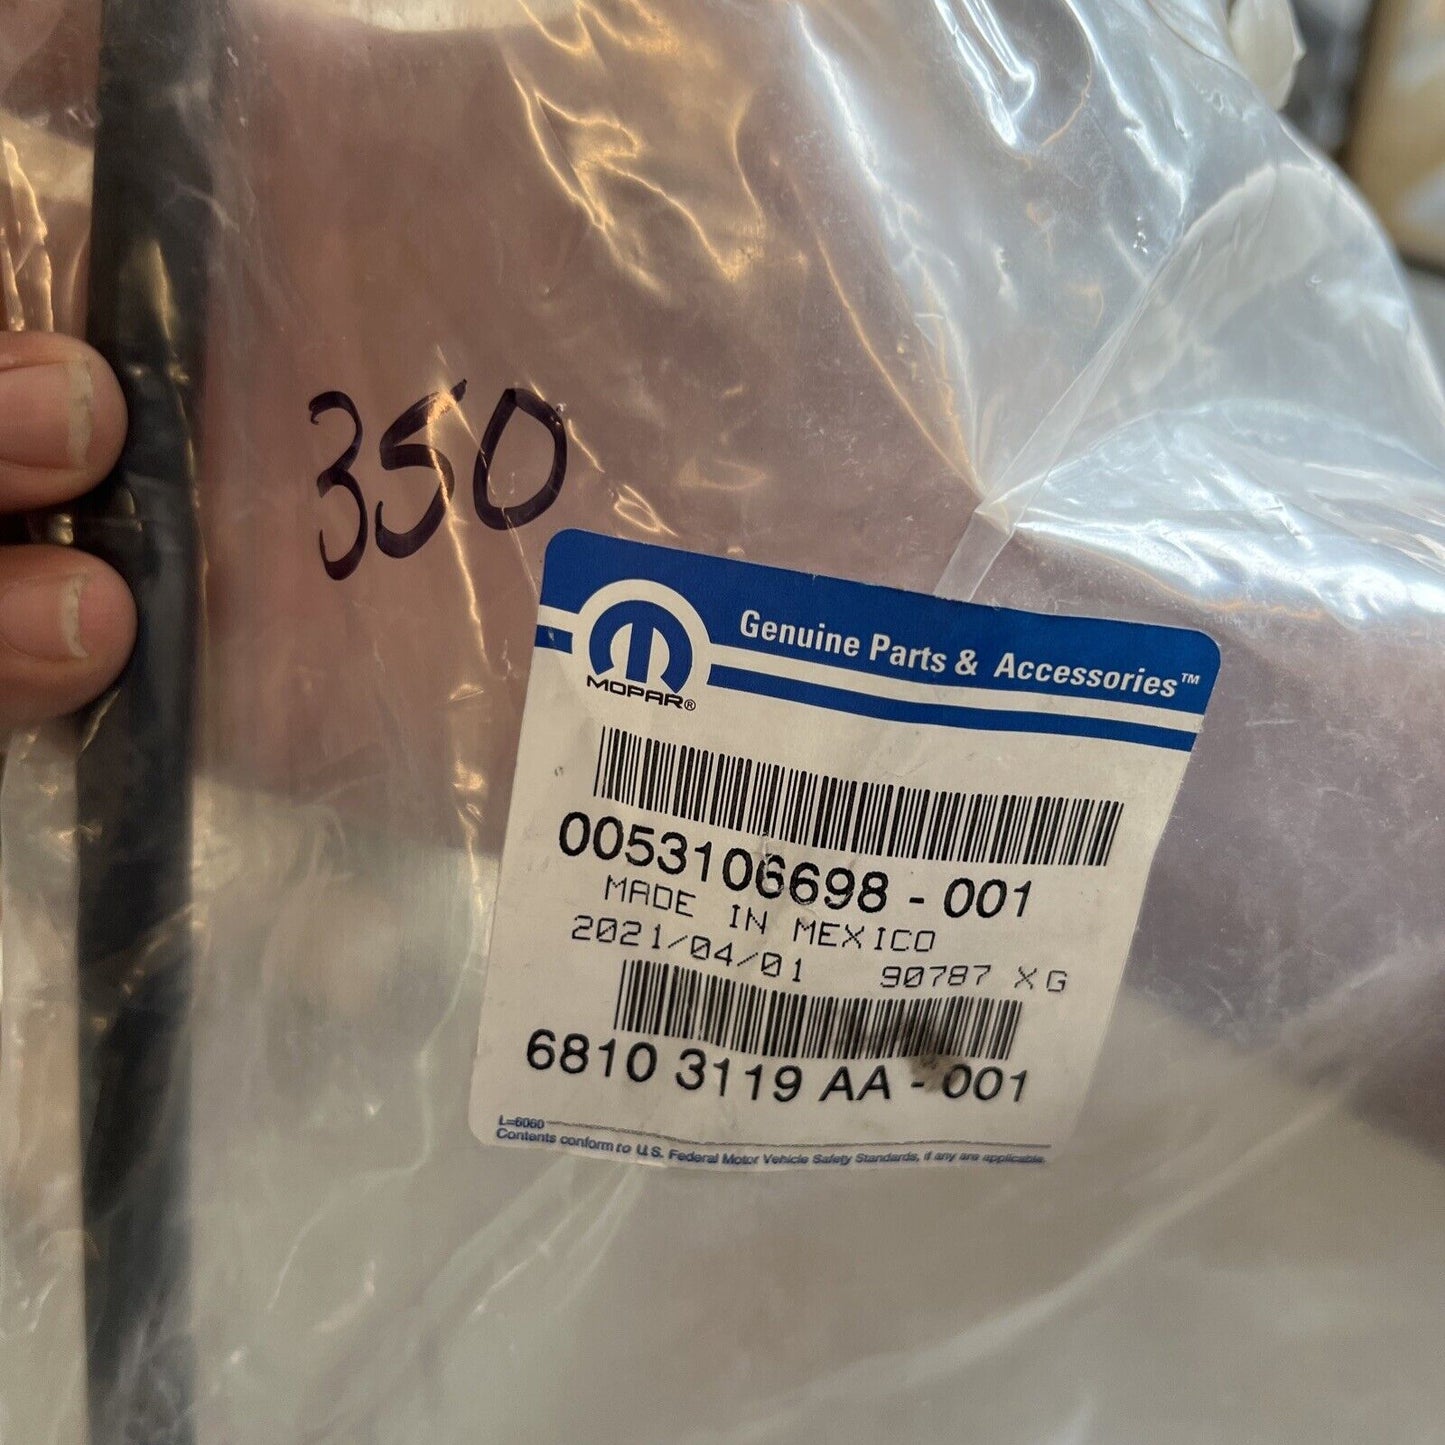 350
Genuine Parts & Accessories™
MOPAR®
0053106698 - 001
MADE IN MEXICO
2021/04/01 90787 XG
6810 3119 AA - 001
L=6060
Contents conform to U.S. Federal Motor Vehicle Safety Standards, if any are applicable.